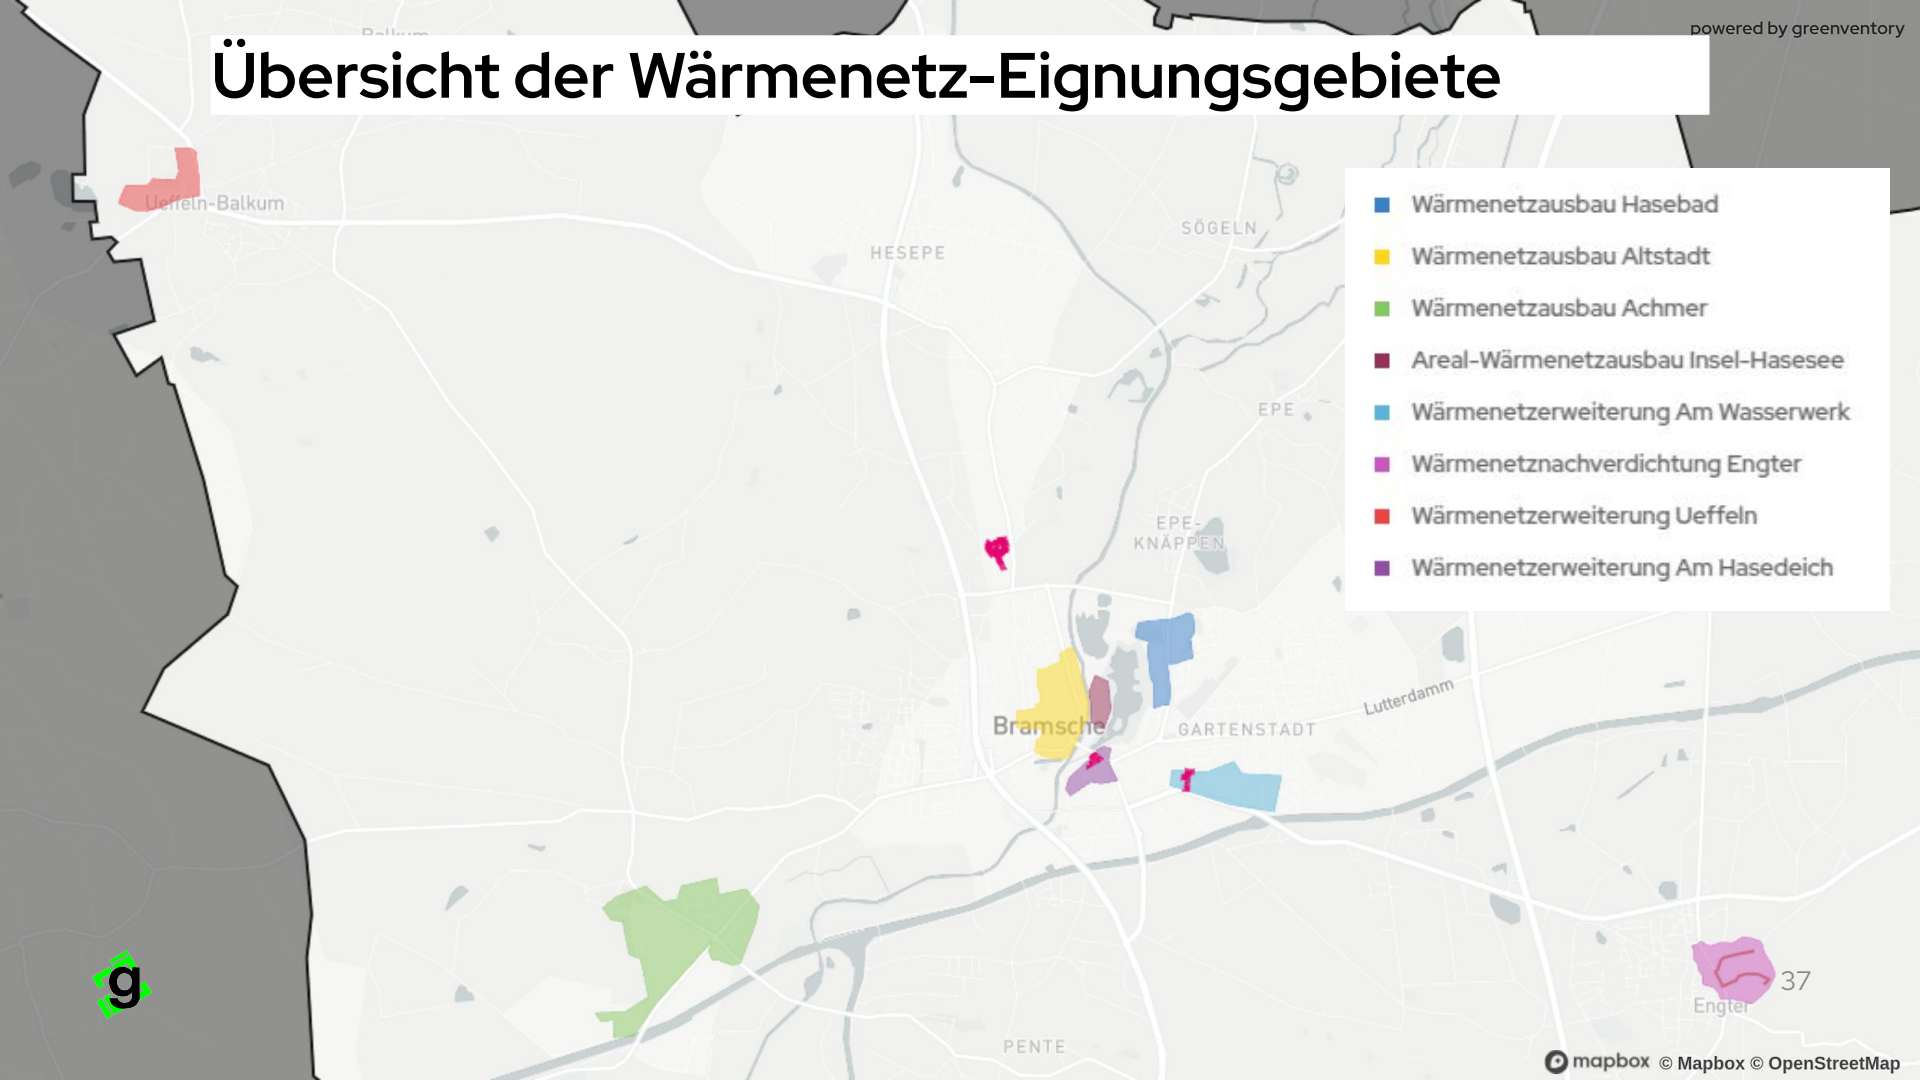 powered by greenventory
Übersicht der Wärmenetz-Eignungsgebiete
Ueffeln-Balkum
HESEPE
SÖGELN
EPE
EPE-
KNÄPPEN
Wärmenetzausbau Hasebad
Wärmenetzausbau Altstadt
Wärmenetzausbau Achmer
Areal-Wärmenetzausbau Insel-Hasesee
Wärmenetzerweiterung Am Wasserwerk
Wärmenetznachverdichtung Engter
Wärmenetzerweiterung Ueffeln
Wärmenetzerweiterung Am Hasedeich
Lutterdamm
Bramsche
GARTENSTADT
g
37
Engter
PENTE
mapbox © Mapbox © OpenStreetMap